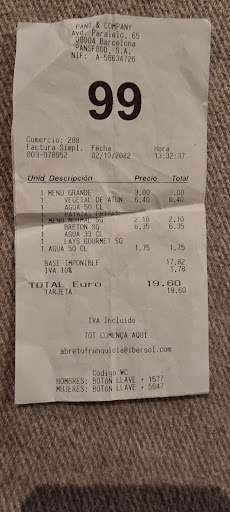 PANS & COMPANY
Avd. Paralelo, 65
08004 Barcelona
PANSFOOD, S.A.
NIF: A-58634726
99
Comercio: 288
Factura Simpl. Fecha Hora
003-078952 02/10/2022 13:32:37
Unid. Descripción Precio Total
1 MENU GRANDE 3,00 3,00
1 VEGETAL DE ATUN 6,40 6,40
1 AGUA 50 CL
1 PATATAS FRITAS
1 MENU NORMAL SG 2,10 2,10
1 BRETON SG 6,35 6,35
1 AGUA 33 CL
1 LAYS GOURMET SG
1 AGUA 50 CL 1,75 1,75
BASE IMPONIBLE 17,82
IVA 10% 1,78
TOTAL Euro 19,60
TARJETA 19,60
IVA Incluido
TOT COMENÇA AQUI
abretufranquicia@ibersol.com
Código WC
HOMBRES: BOTON LLAVE + 1577
MUJERES: BOTON LLAVE + 5847